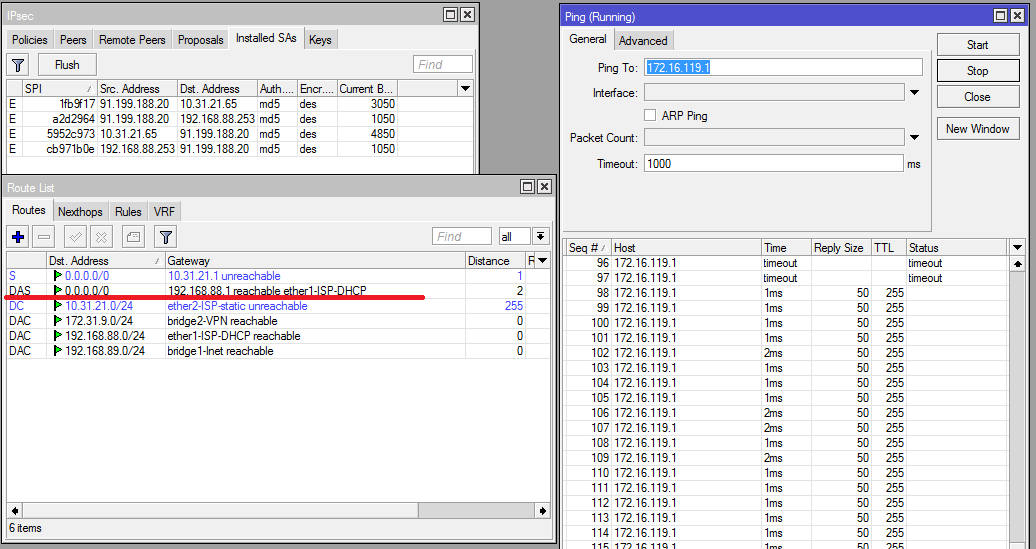 IPsec
Policies Peers Remote Peers Proposals Installed SAs Keys
Flush Find
SPI Src. Address Dst. Address Auth.... Encr.... Current B...
E 1fb9f17 91.199.188.20 10.31.21.65 md5 des 3050
E a2d2964 91.199.188.20 192.168.88.253 md5 des 1050
E 5952c973 10.31.21.65 91.199.188.20 md5 des 4850
E cb971b0e 192.168.88.253 91.199.188.20 md5 des 1050
Route List
Routes Nexthops Rules VRF
Find all
Dst. Address Gateway Distance R
S 0.0.0.0/0 10.31.21.1 unreachable 1
DAS 0.0.0.0/0 192.168.88.1 reachable ether1-ISP-DHCP 2
DC 10.31.21.0/24 ether2-ISP-static unreachable 255
DAC 172.31.9.0/24 bridge2-VPN reachable 0
DAC 192.168.88.0/24 ether1-ISP-DHCP reachable 0
DAC 192.168.89.0/24 bridge1-Inet reachable 0
6 items
Ping (Running)
General Advanced
Ping To: 172.16.119.1
Interface:
ARP Ping
Packet Count:
Timeout: 1000 ms
Start
Stop
Close
New Window
Seq # Host Time Reply Size TTL Status
96 172.16.119.1 timeout timeout
97 172.16.119.1 timeout timeout
98 172.16.119.1 1ms 50 255
99 172.16.119.1 1ms 50 255
100 172.16.119.1 1ms 50 255
101 172.16.119.1 1ms 50 255
102 172.16.119.1 2ms 50 255
103 172.16.119.1 1ms 50 255
104 172.16.119.1 1ms 50 255
105 172.16.119.1 1ms 50 255
106 172.16.119.1 2ms 50 255
107 172.16.119.1 2ms 50 255
108 172.16.119.1 1ms 50 255
109 172.16.119.1 2ms 50 255
110 172.16.119.1 1ms 50 255
111 172.16.119.1 1ms 50 255
112 172.16.119.1 1ms 50 255
113 172.16.119.1 1ms 50 255
114 172.16.119.1 1ms 50 255
115 172.16.119.1 1ms 50 255